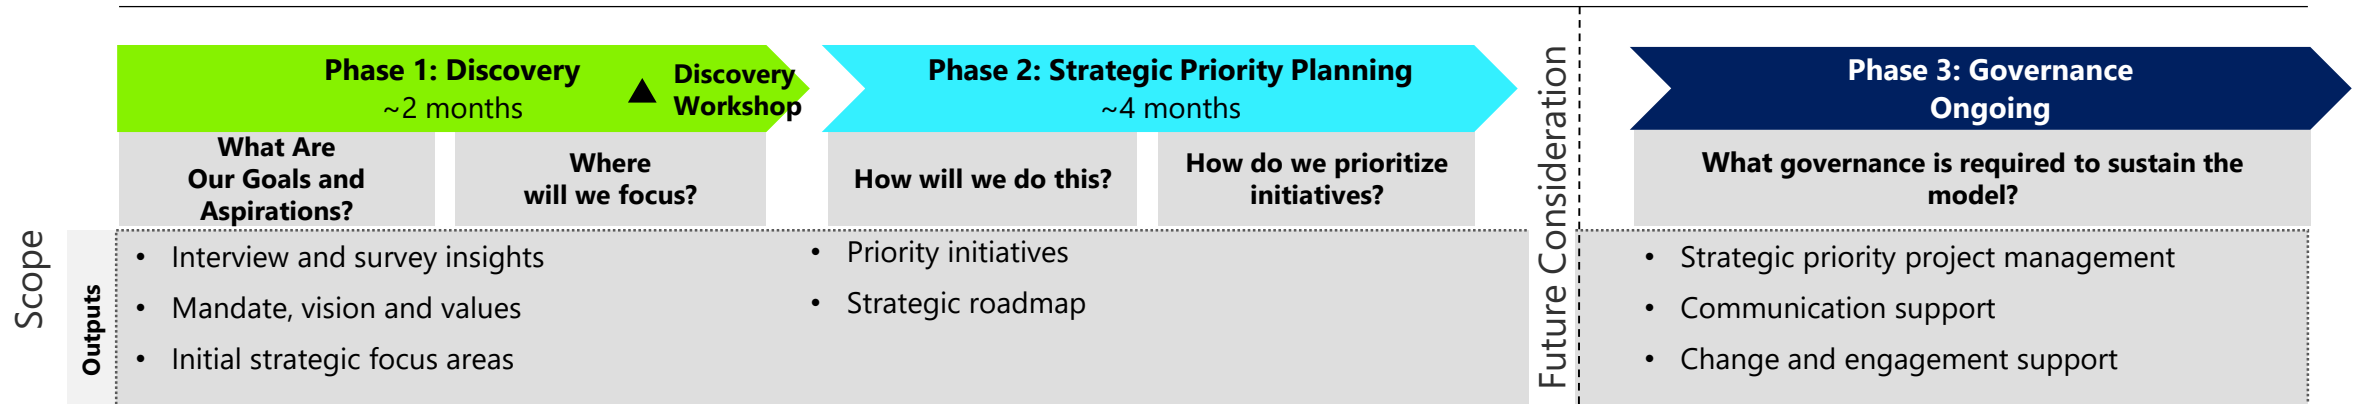 Phase 1: Discovery
~2 months
Discovery
Workshop
Phase 2: Strategic Priority Planning
~4 months
Phase 3: Governance
Ongoing
What Are
Our Goals and
Aspirations?
Where
will we focus?
How will we do this?
How do we prioritize
initiatives?
Future Consideration
What governance is required to sustain the
model?
Scope
Outputs
• Interview and survey insights
• Mandate, vision and values
• Initial strategic focus areas
• Priority initiatives
• Strategic roadmap
• Strategic priority project management
• Communication support
• Change and engagement support